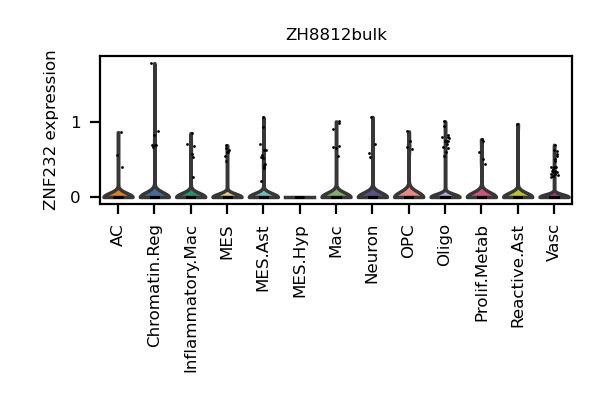 ZH8812bulk
ZNF232 expression
1
0
AC
Chromatin.Reg
Inflammatory.Mac
MES
MES.Ast
MES.Hyp
Mac
Neuron
OPC
Oligo
Prolif.Metab
Reactive.Ast
Vasc